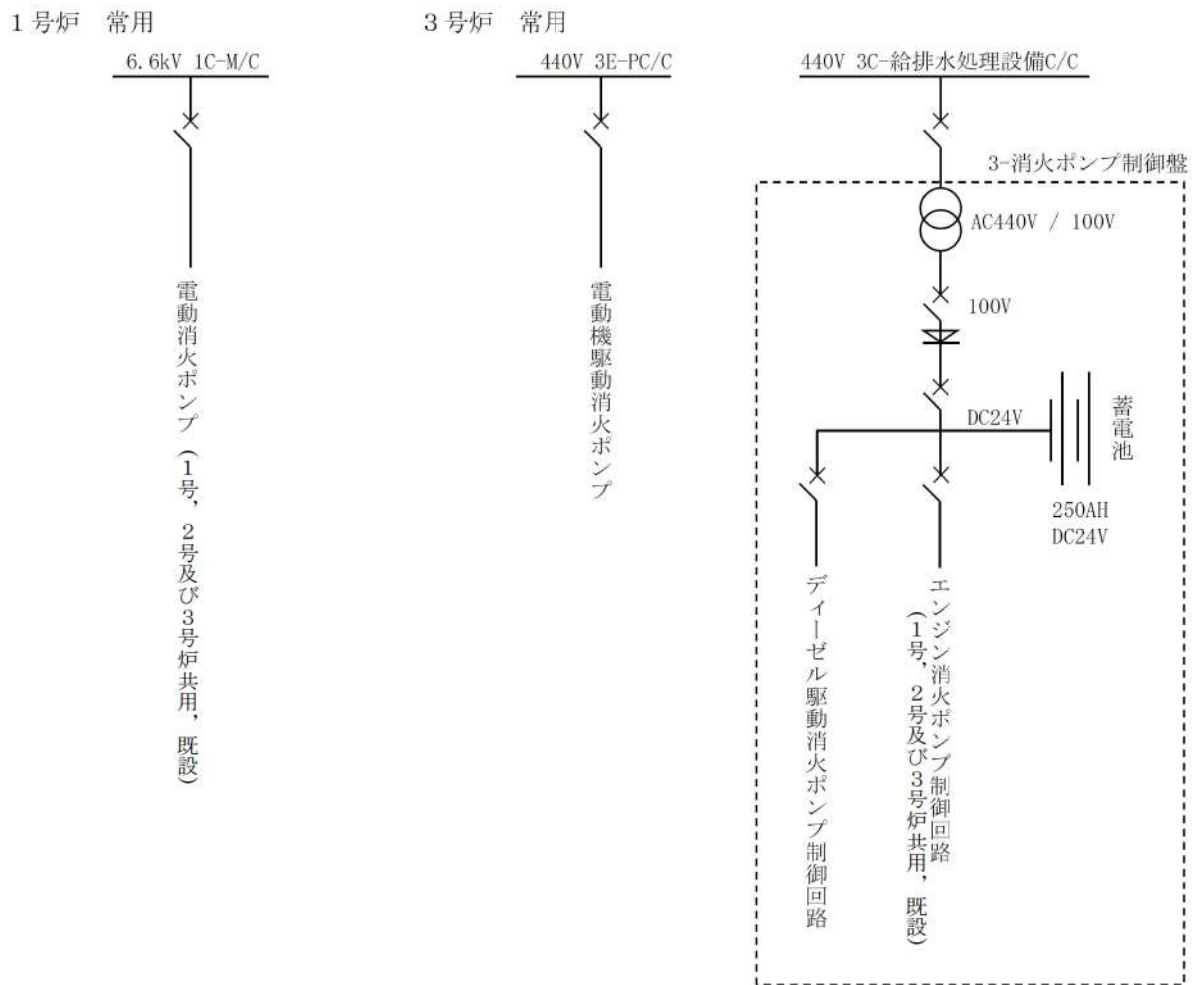 1号炉 常用
6.6kV 1C-M/C
電動消火ポンプ（1号，2号及び3号炉共用，既設）
3号炉 常用
440V 3E-PC/C
電動機駆動消火ポンプ
440V 3C-給排水処理設備C/C
3-消火ポンプ制御盤
AC440V / 100V
100V
DC24V
蓄電池
250AH
DC24V
ディーゼル駆動消火ポンプ制御回路
エンジン消火ポンプ制御回路
（1号，2号及び3号炉共用，既設）